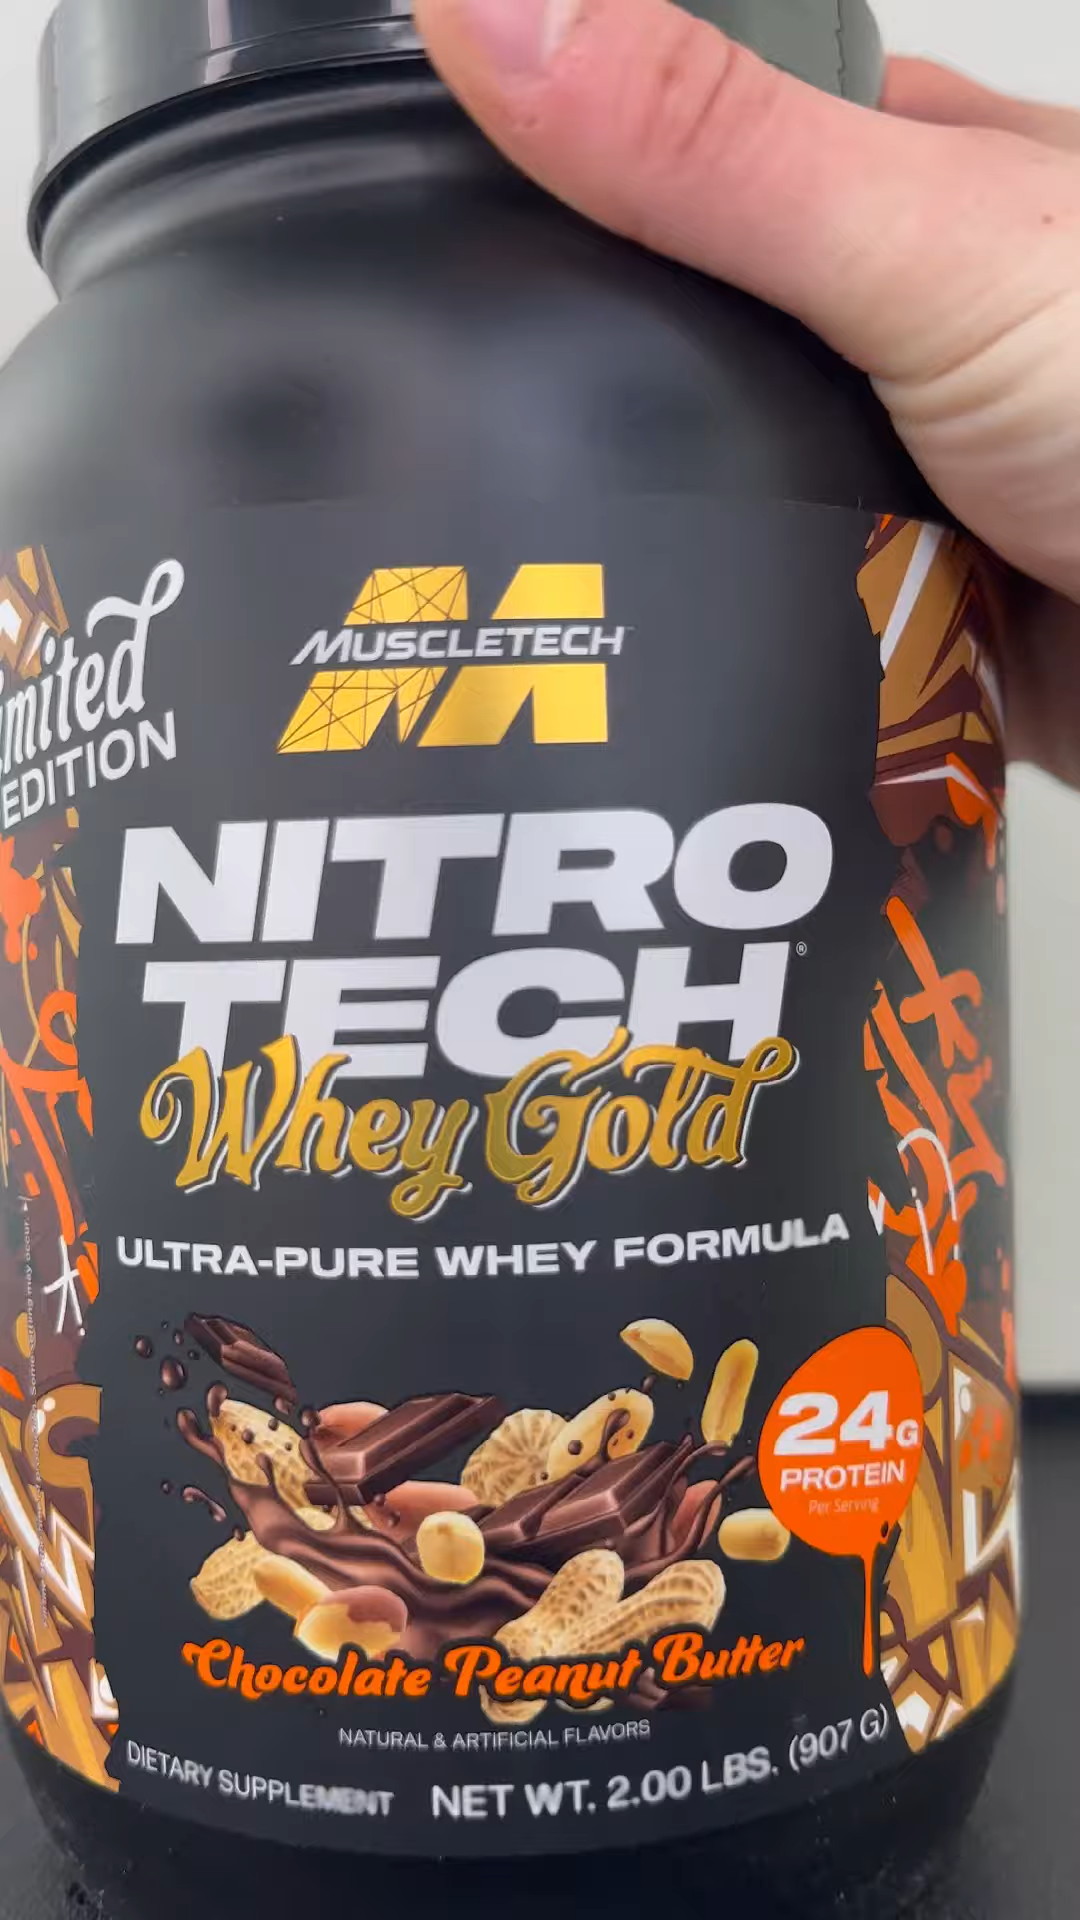 MUSCLETECH
EDITION
NITRO
TECH®
Whey Gold
ULTRA-PURE WHEY FORMULA
24G
PROTEIN
Per Serving
Chocolate Peanut Butter
NATURAL & ARTIFICIAL FLAVORS
DIETARY SUPPLEMENT NET WT. 2.00 LBS. (907 G)